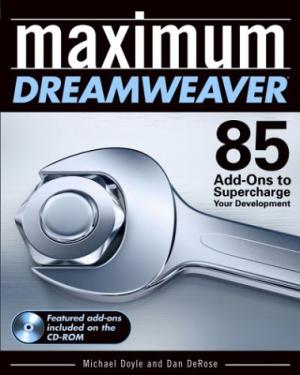 maximum
DREAMWEAVER
85
Add-Ons to
Supercharge
Your Development
Featured add-ons
included on the
CD-ROM
Michael Doyle and Dan DeRose